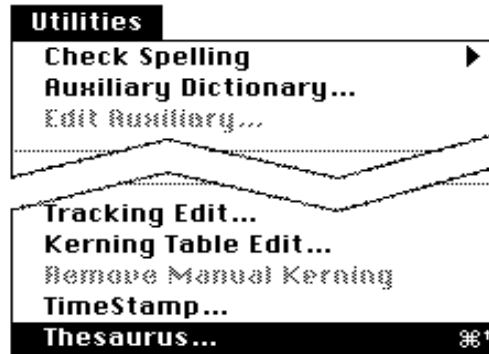 Utilities
Check Spelling
Auxiliary Dictionary...
Edit Auxiliary...
Tracking Edit...
Kerning Table Edit...
Remove Manual Kerning
TimeStamp...
Thesaurus... ⌘